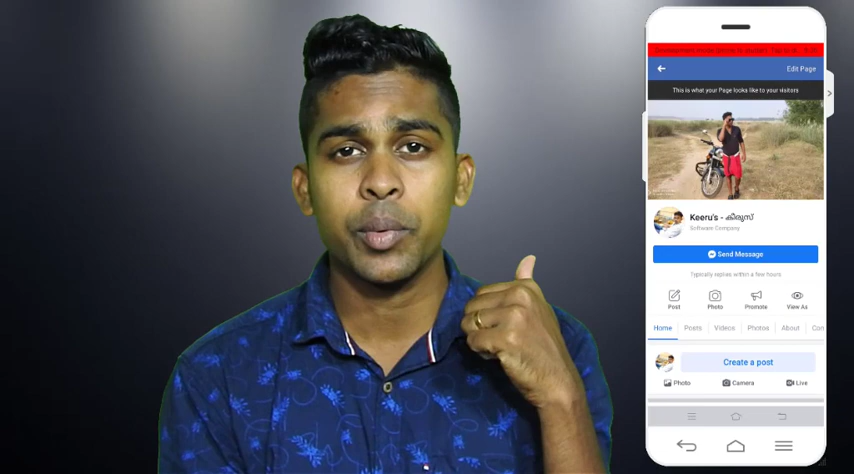 Edit Page
This is what your Page looks like to your visitors
Keeru's - കീരൂസ്
Software Company
Send Message
Typically replies within a few hours
Post Photo Promote View As
Home Posts Videos Photos About
Create a post
Photo Camera Live